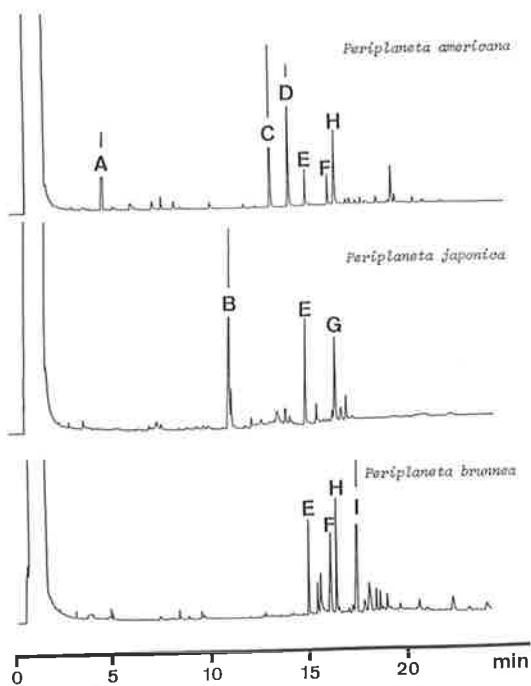 Periplaneta americana
A C D E F H
Periplaneta japonica
B E G
Periplaneta brunnea
E F H I
0 5 10 15 20 min